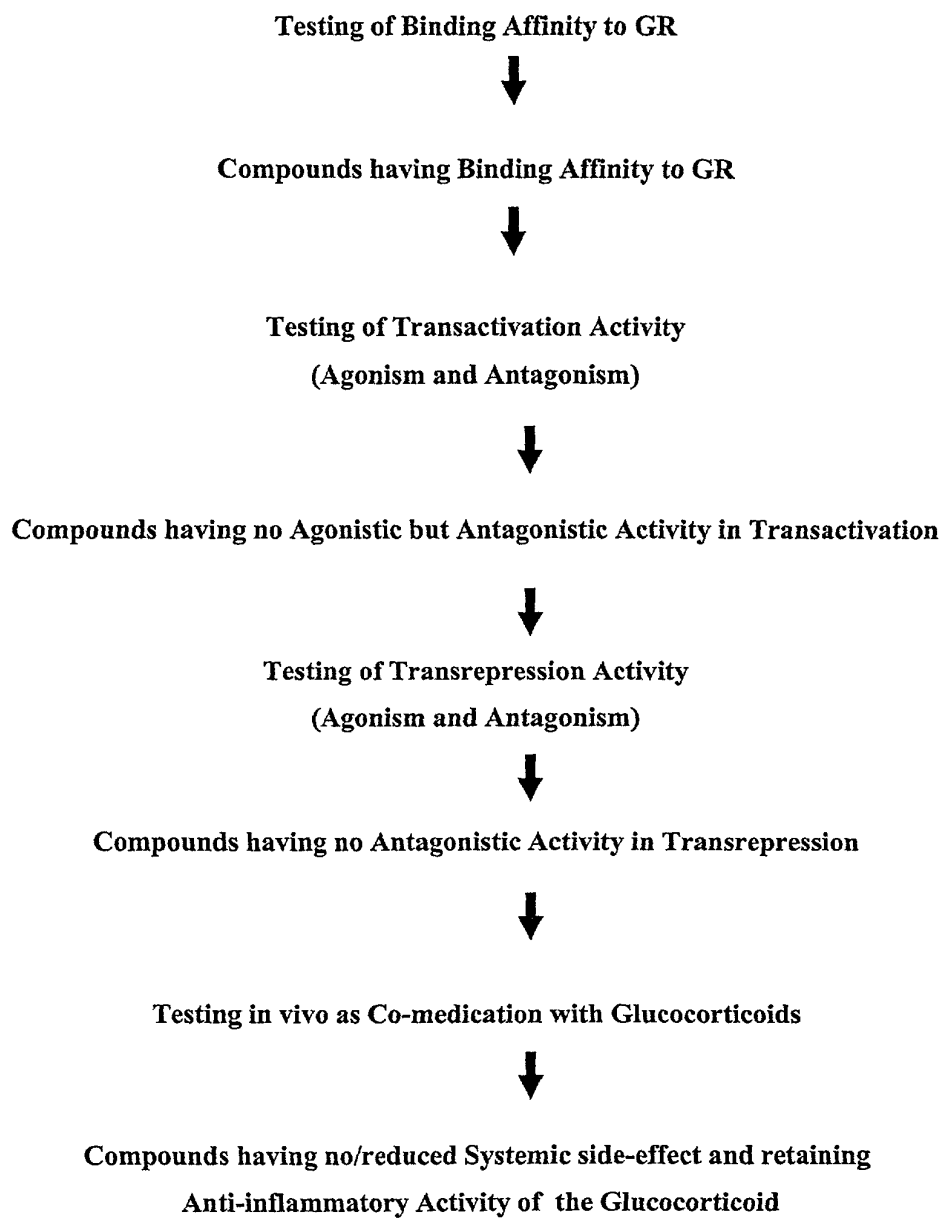 Testing of Binding Affinity to GR
Compounds having Binding Affinity to GR
Testing of Transactivation Activity
(Agonism and Antagonism)
Compounds having no Agonistic but Antagonistic Activity in Transactivation
Testing of Transrepression Activity
(Agonism and Antagonism)
Compounds having no Antagonistic Activity in Transrepression
Testing in vivo as Co-medication with Glucocorticoids
Compounds having no/reduced Systemic side-effect and retaining
Anti-inflammatory Activity of the Glucocorticoid